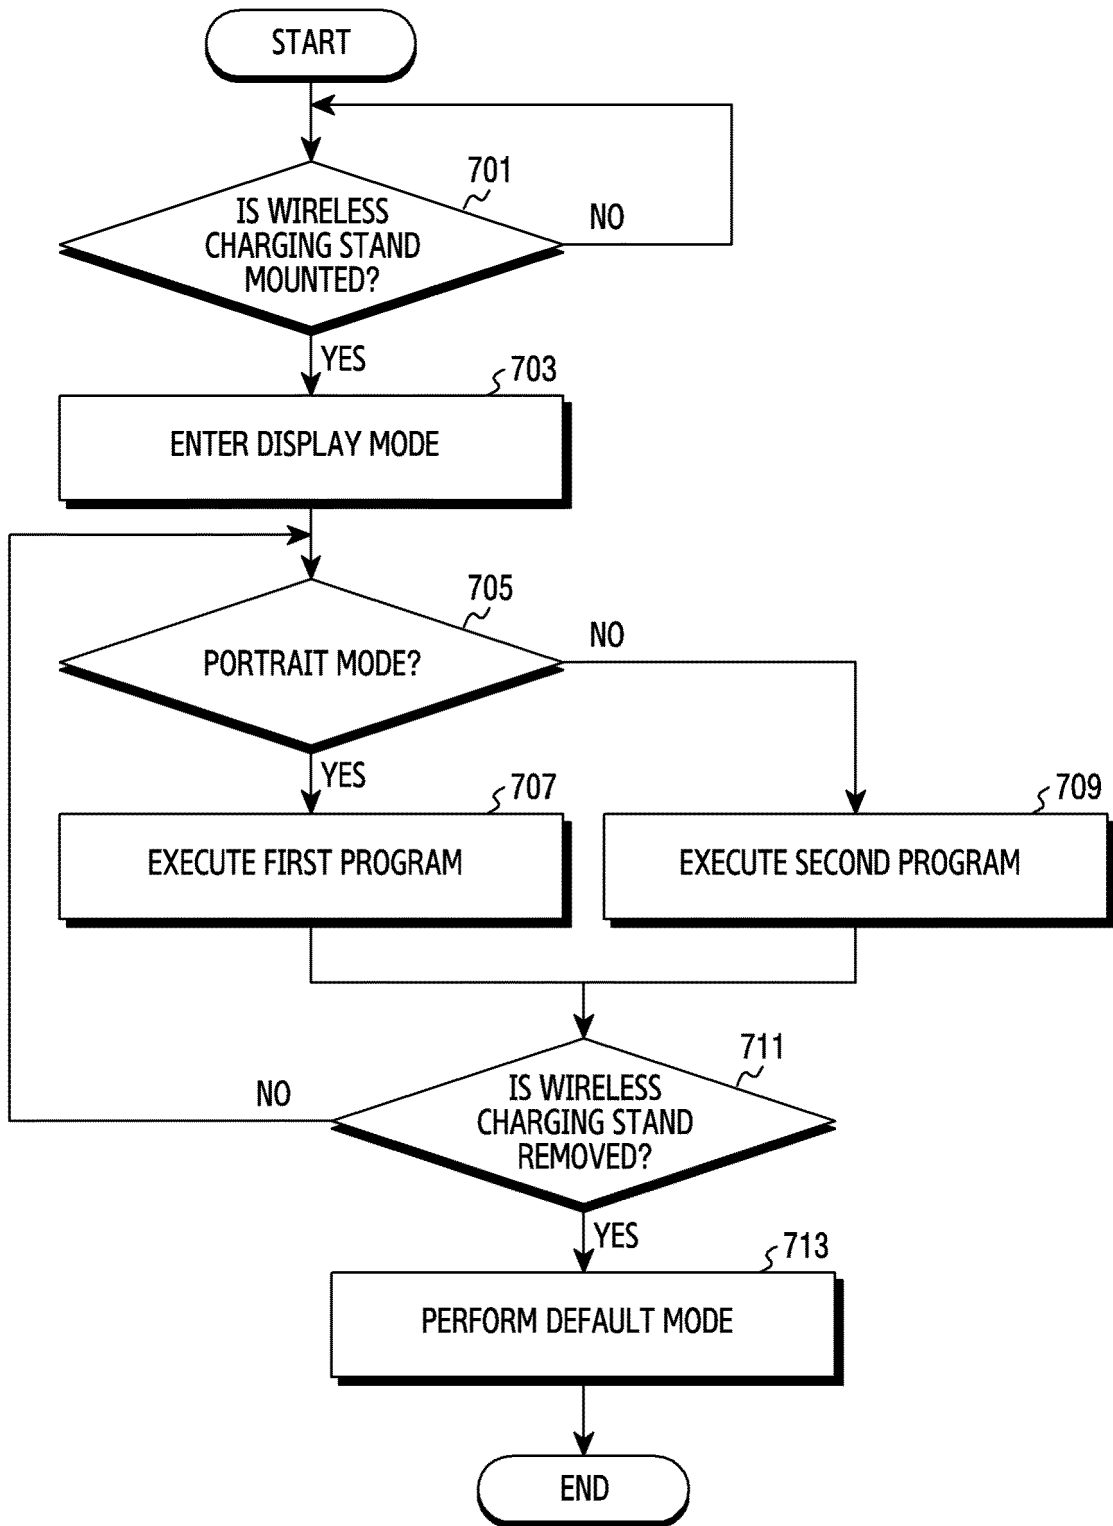 START
701
IS WIRELESS
CHARGING STAND
MOUNTED?
NO
YES
703
ENTER DISPLAY MODE
705
PORTRAIT MODE?
NO
YES
707
EXECUTE FIRST PROGRAM
709
EXECUTE SECOND PROGRAM
711
IS WIRELESS
CHARGING STAND
REMOVED?
NO
YES
713
PERFORM DEFAULT MODE
END